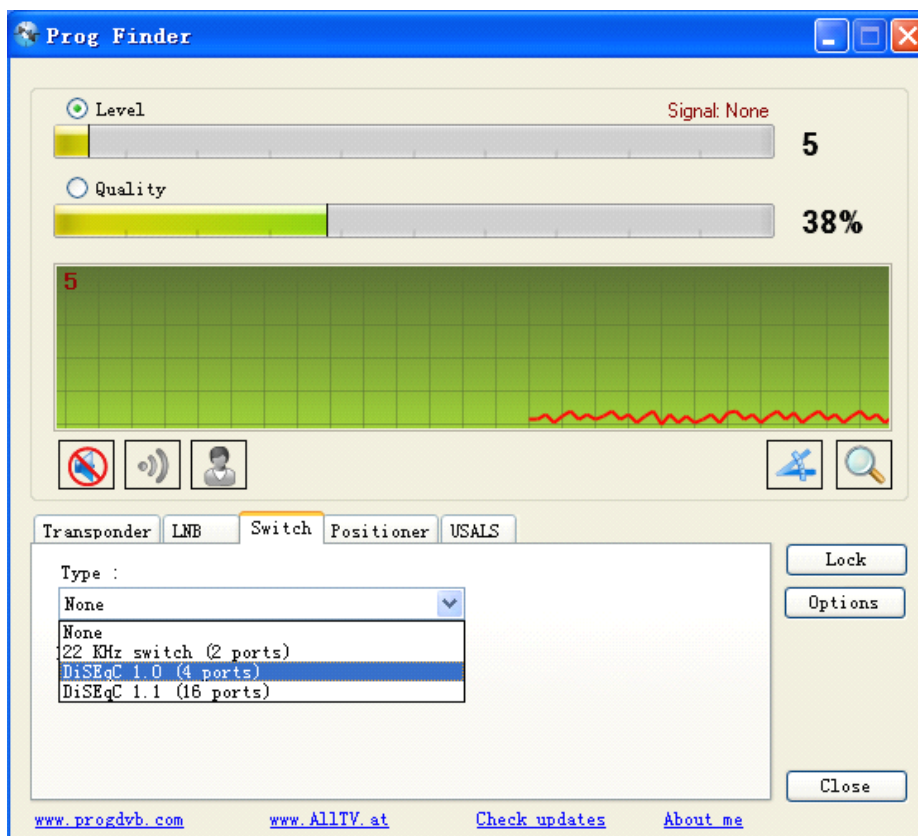 Prog Finder
Level
Signal: None
5
Quality
38%
5
Transponder LNB Switch Positioner USALS
Type :
None
None
22 KHz switch (2 ports)
DiSEqC 1.0 (4 ports)
DiSEqC 1.1 (16 ports)
Lock
Options
Close
www.progdvb.com www.AllTV.at Check updates About me